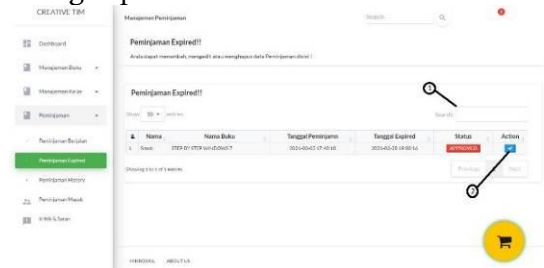 CREATIVE TIM
Manajemen Peminjaman
Search
Dashboard
Manajemen Buku
Manajemen Kelas
Peminjaman
Peminjaman Berjalan
Peminjaman Expired
Peminjaman History
Peminjaman Masuk
Kritik & Saran
Peminjaman Expired!!
Anda dapat menambah, mengedit atau menghapus data Peminjaman disini !
Peminjaman Expired!!
1
Show 10 entries
Search:
Nama Nama Buku Tanggal Peminjaman Tanggal Expired Status Action
1 STEP BY STEP WINDOWS 7
Showing 1 to 1 of 1 entries
Previous Next
2
ABOUT US